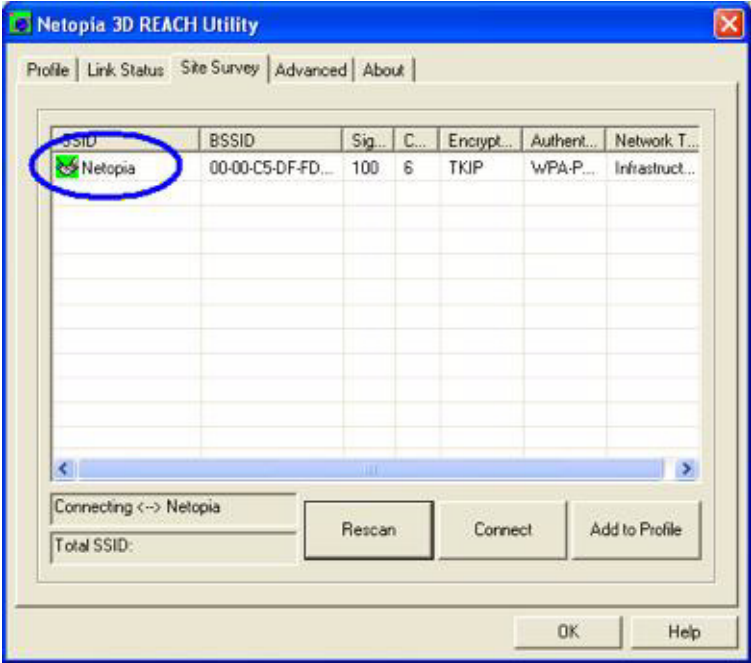 Netopia 3D REACH Utility
Profile Link Status Site Survey Advanced About
SSID BSSID Sig... C... Encrypt... Authent... Network T...
Netopia 00-00-C5-DF-FD... 100 6 TKIP WPA-P... Infrastruct...
Connecting <--> Netopia
Rescan Connect Add to Profile
Total SSID:
OK Help